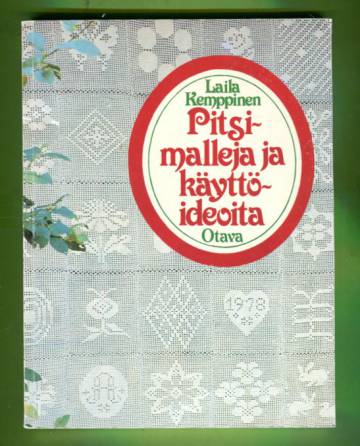 Laila
Kemppinen
Pitsi-
malleja ja
käyttö-
ideoita
Otava
1978